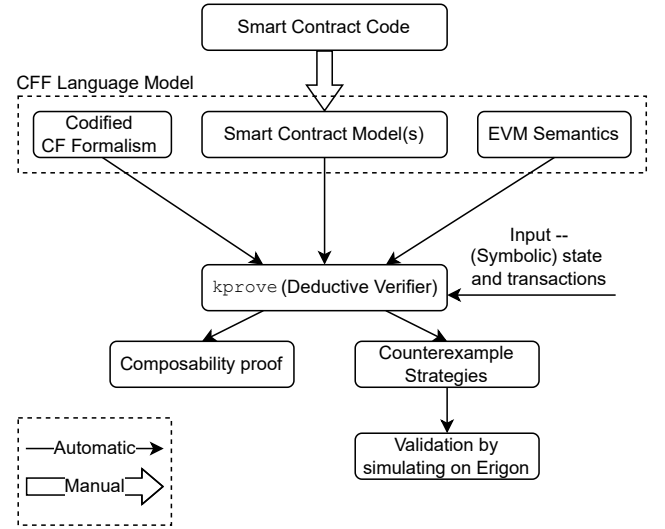 Smart Contract Code
CFF Language Model
Codified
CF Formalism
Smart Contract Model(s)
EVM Semantics
Input --
(Symbolic) state
and transactions
kprove (Deductive Verifier)
Composability proof
Counterexample
Strategies
Automatic
Manual
Validation by
simulating on Erigon